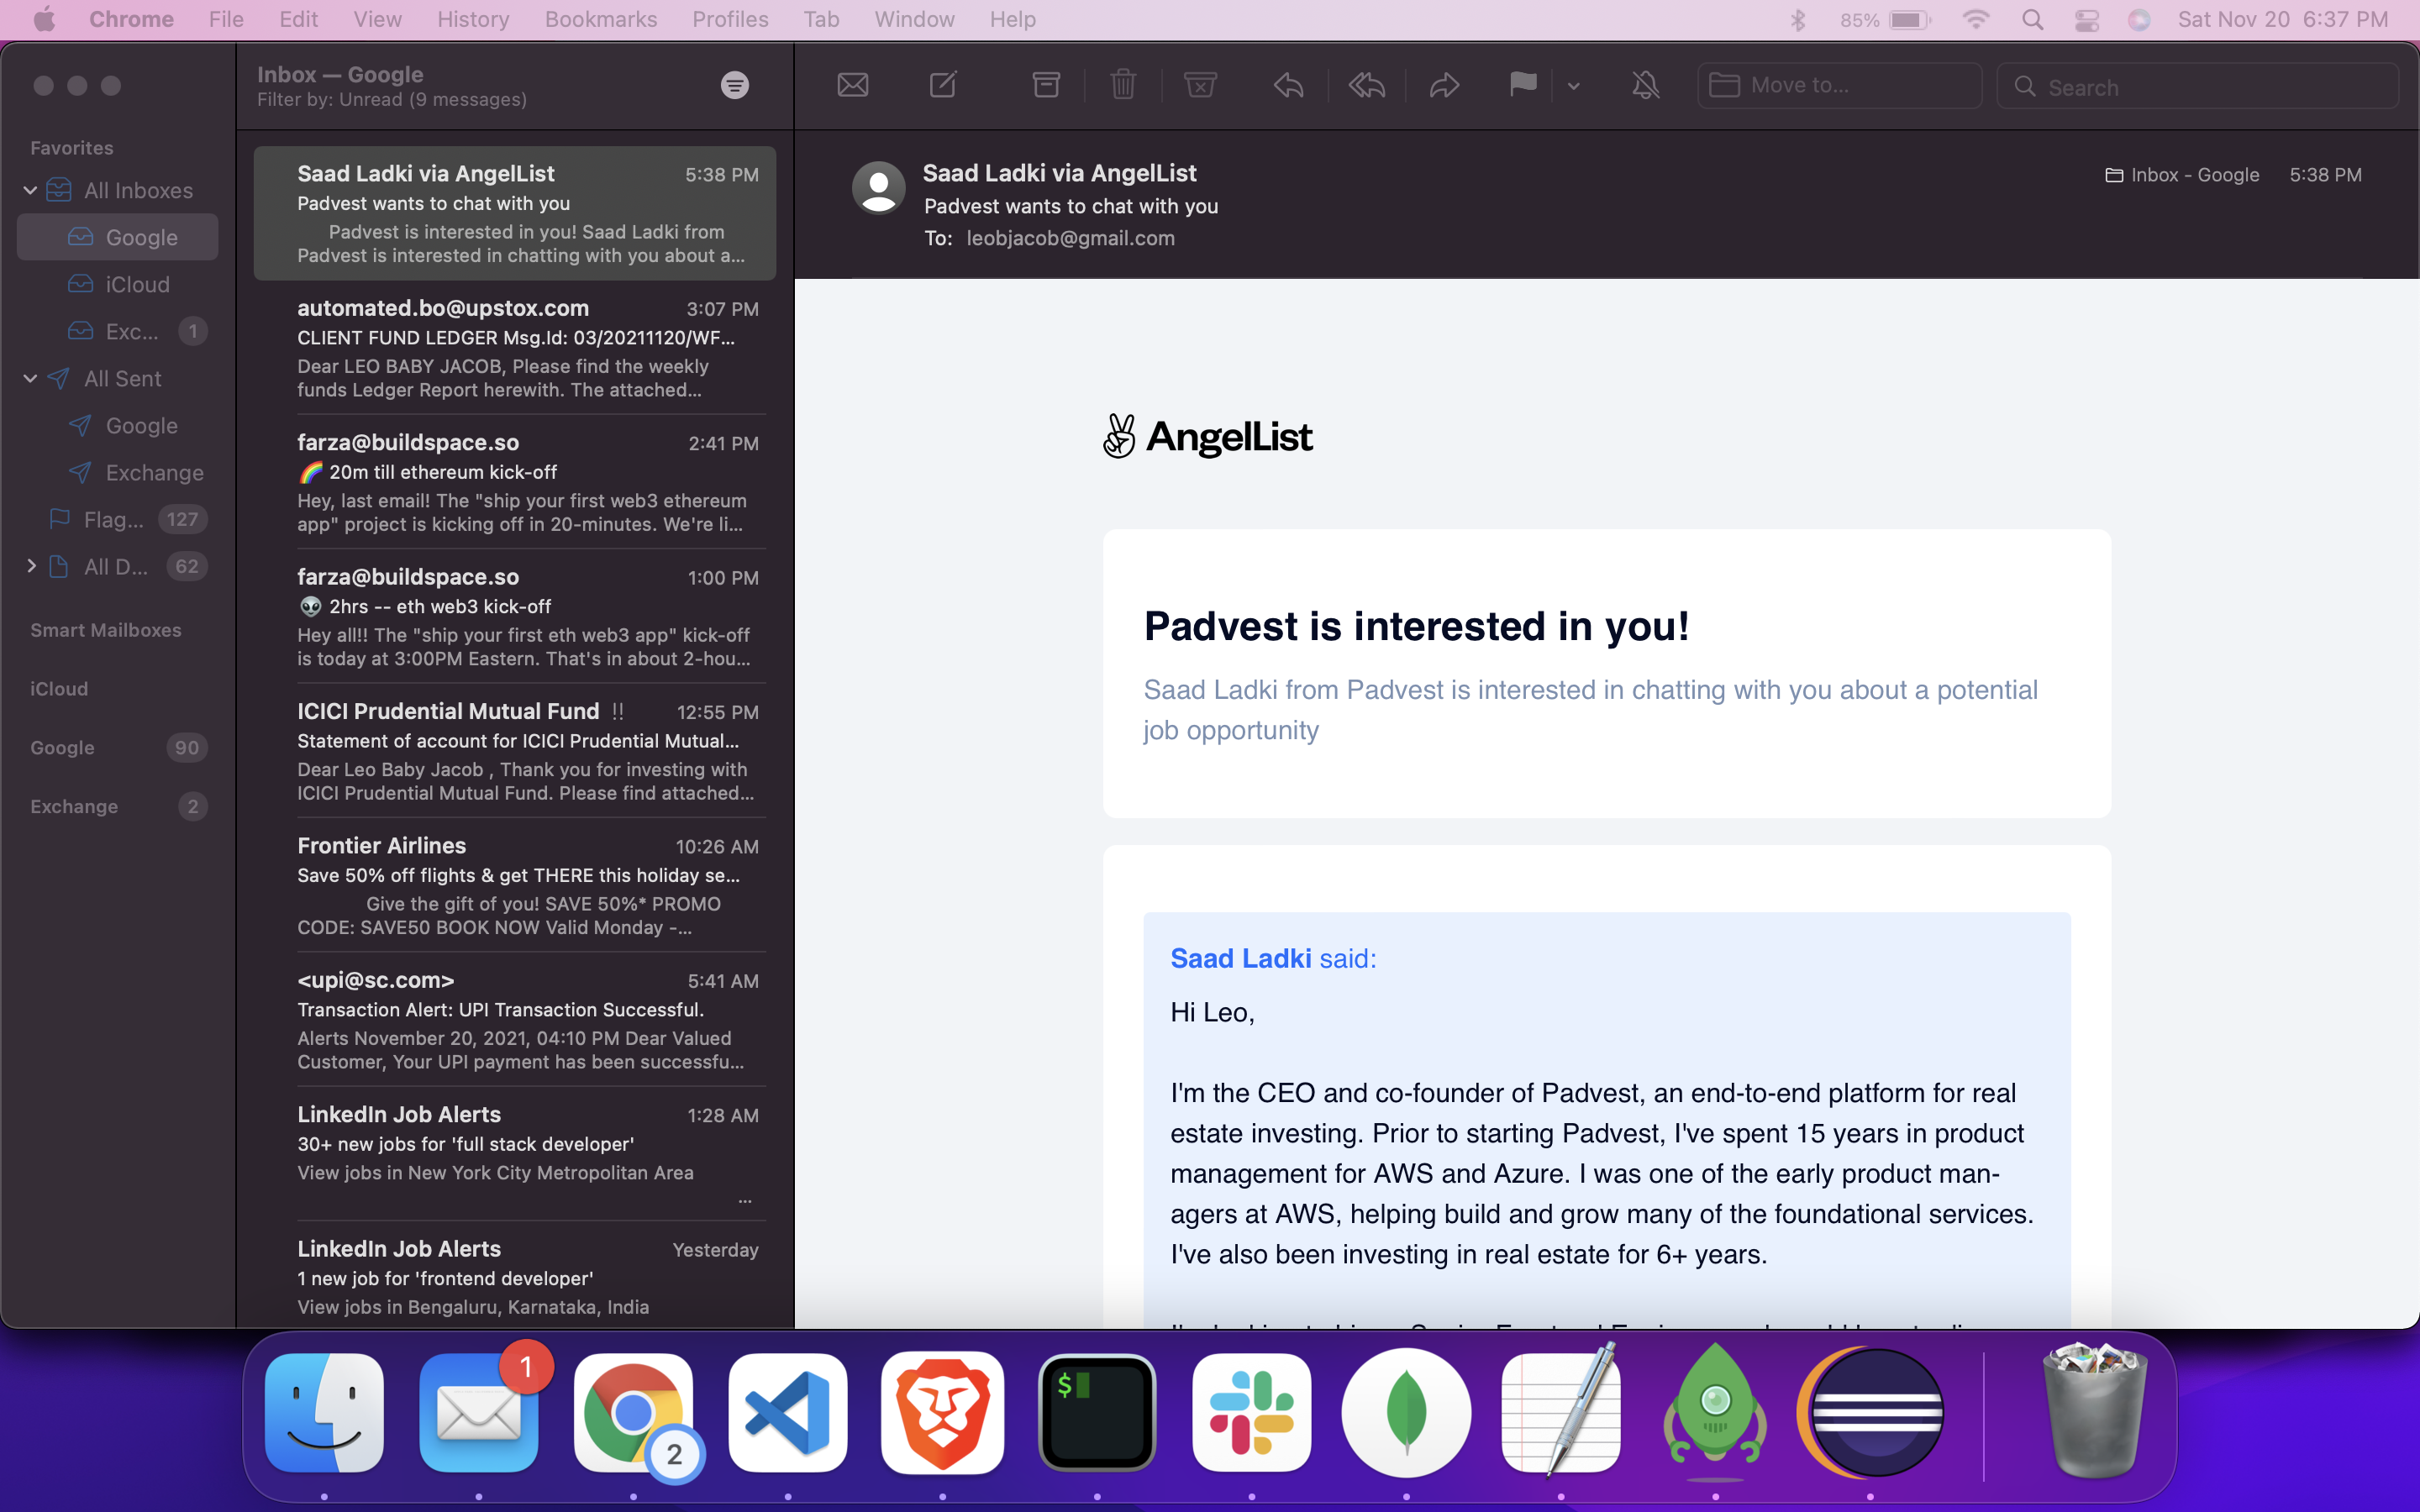 Chrome File Edit View History Bookmarks Profiles Tab Window Help
85% Sat Nov 20 6:37 PM
Favorites
All Inboxes
Google
iCloud
Exc... 1
All Sent
Google
Exchange
Flag... 127
All D... 62
Smart Mailboxes
iCloud
Google 90
Exchange 2
Inbox — Google
Filter by: Unread (9 messages)
Move to...
Search
Saad Ladki via AngelList 5:38 PM
Padvest wants to chat with you
Padvest is interested in you! Saad Ladki from
Padvest is interested in chatting with you about a...
automated.bo@upstox.com 3:07 PM
CLIENT FUND LEDGER Msg.Id: 03/20211120/WF...
Dear LEO BABY JACOB, Please find the weekly
funds Ledger Report herewith. The attached...
farza@buildspace.so 2:41 PM
🌈 20m till ethereum kick-off
Hey, last email! The "ship your first web3 ethereum
app" project is kicking off in 20-minutes. We're li...
farza@buildspace.so 1:00 PM
👽 2hrs -- eth web3 kick-off
Hey all!! The "ship your first eth web3 app" kick-off
is today at 3:00PM Eastern. That's in about 2-hou...
ICICI Prudential Mutual Fund !! 12:55 PM
Statement of account for ICICI Prudential Mutual...
Dear Leo Baby Jacob , Thank you for investing with
ICICI Prudential Mutual Fund. Please find attached...
Frontier Airlines 10:26 AM
Save 50% off flights & get THERE this holiday se...
Give the gift of you! SAVE 50%* PROMO
CODE: SAVE50 BOOK NOW Valid Monday -...
<upi@sc.com> 5:41 AM
Transaction Alert: UPI Transaction Successful.
Alerts November 20, 2021, 04:10 PM Dear Valued
Customer, Your UPI payment has been successfu...
LinkedIn Job Alerts 1:28 AM
30+ new jobs for 'full stack developer'
View jobs in New York City Metropolitan Area
...
LinkedIn Job Alerts Yesterday
1 new job for 'frontend developer'
View jobs in Bengaluru, Karnataka, India
Saad Ladki via AngelList Inbox - Google 5:38 PM
Padvest wants to chat with you
To: leobjacob@gmail.com
AngelList
Padvest is interested in you!
Saad Ladki from Padvest is interested in chatting with you about a potential
job opportunity
Saad Ladki said:
Hi Leo,
I'm the CEO and co-founder of Padvest, an end-to-end platform for real
estate investing. Prior to starting Padvest, I've spent 15 years in product
management for AWS and Azure. I was one of the early product man-
agers at AWS, helping build and grow many of the foundational services.
I've also been investing in real estate for 6+ years.
1
2
$